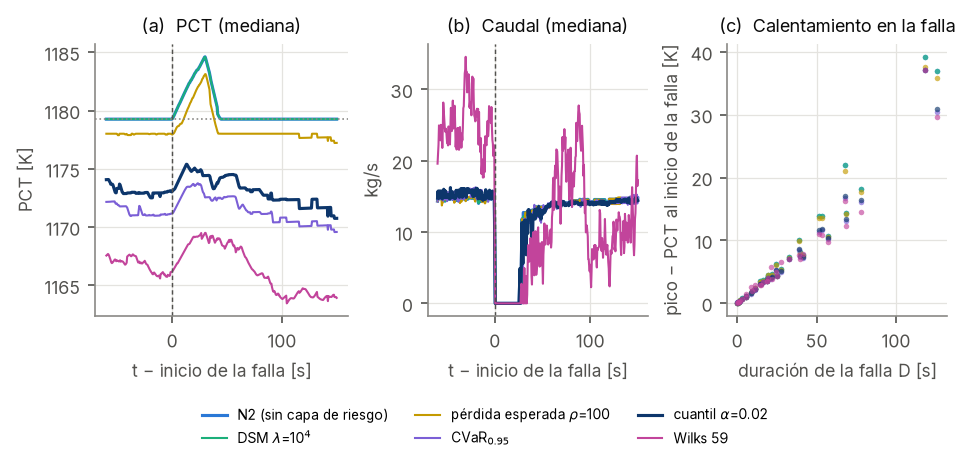 (a)  PCT (mediana)
PCT [K]
1185
1180
1175
1170
1165
0
100
t − inicio de la falla [s]
(b)  Caudal (mediana)
kg/s
30
20
10
0
0
100
t − inicio de la falla [s]
(c)  Calentamiento en la falla
pico − PCT al inicio de la falla [K]
40
30
20
10
0
0
50
100
duración de la falla D [s]
N2 (sin capa de riesgo)
DSM λ=10⁴
pérdida esperada ρ=100
CVaR₀.₉₅
cuantil α=0.02
Wilks 59